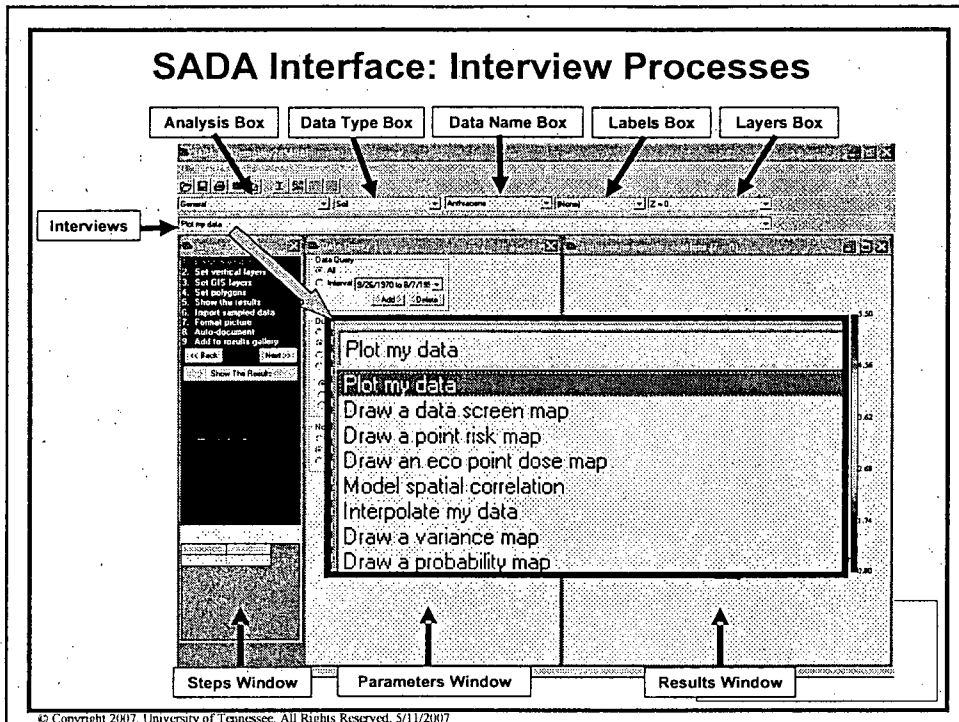 SADA Interface: Interview Processes
Analysis Box
Data Type Box
Data Name Box
Labels Box
Layers Box
General
Soil
Anthracene
(None)
Z = 0
Interviews
Plot my data
2. Set vertical layers
3. Set GIS layers
4. Set polygons
5. Show the results
6. Import sampled data
7. Format picture
8. Auto-document
9. Add to results gallery
<< Back
Next >>
Show The Results
Data Query
All
Interval
Add
Delete
Plot my data
Plot my data
Draw a data screen map
Draw a point risk map
Draw an eco point dose map
Model spatial correlation
Interpolate my data
Draw a variance map
Draw a probability map
Steps Window
Parameters Window
Results Window
© Copyright 2007, University of Tennessee, All Rights Reserved, 5/11/2007